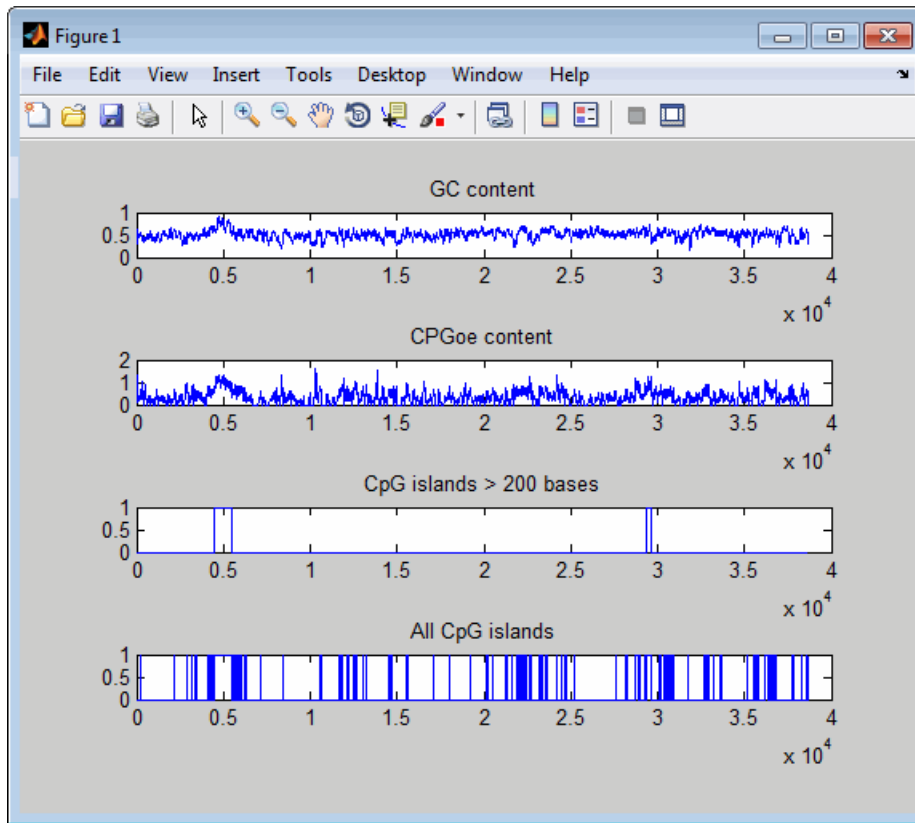 Figure 1
File Edit View Insert Tools Desktop Window Help
GC content
1
0.5
0
0 0.5 1 1.5 2 2.5 3 3.5 4
x 10^4
CPGoe content
2
1
0
0 0.5 1 1.5 2 2.5 3 3.5 4
x 10^4
CpG islands > 200 bases
1
0.5
0
0 0.5 1 1.5 2 2.5 3 3.5 4
x 10^4
All CpG islands
1
0.5
0
0 0.5 1 1.5 2 2.5 3 3.5 4
x 10^4